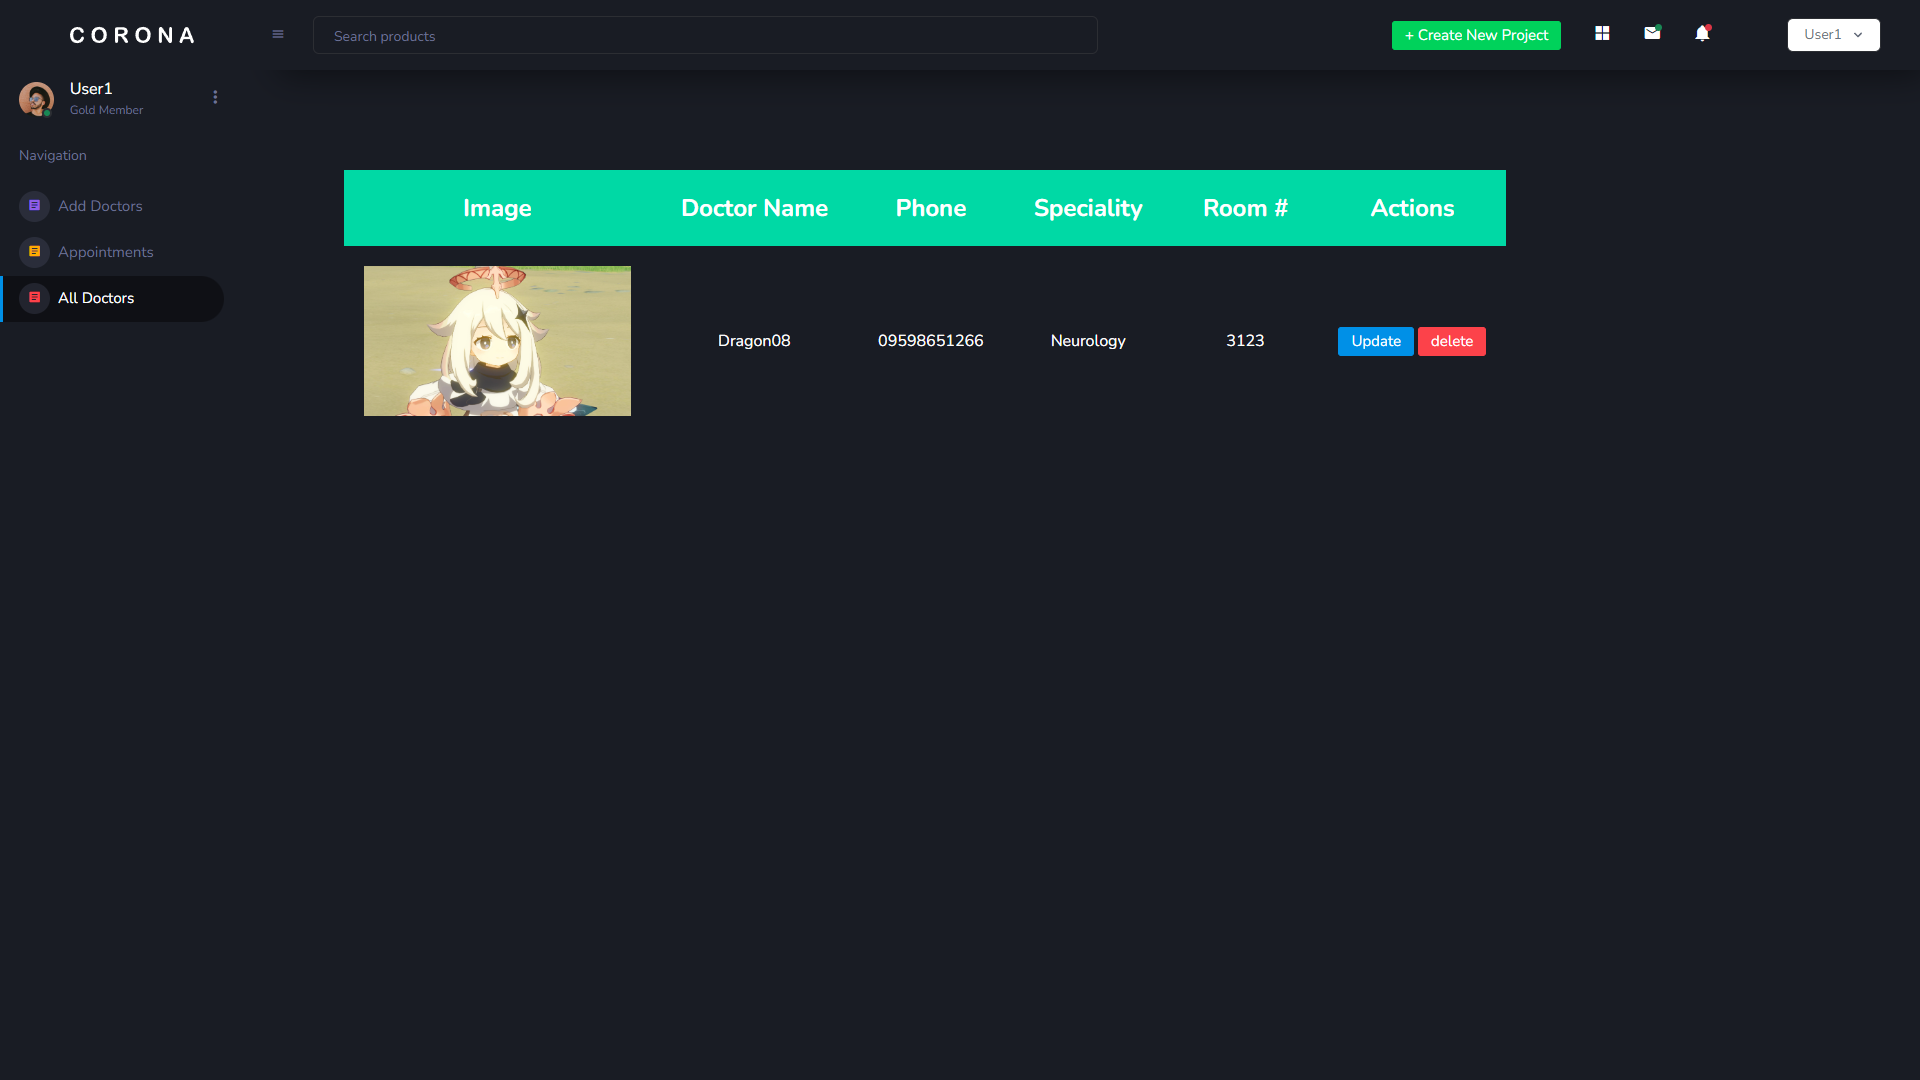 CORONA
Search products
+ Create New Project
User1
User1
Gold Member
Navigation
Add Doctors
Appointments
All Doctors
Image Doctor Name Phone Speciality Room # Actions
Dragon08 09598651266 Neurology 3123 Update delete